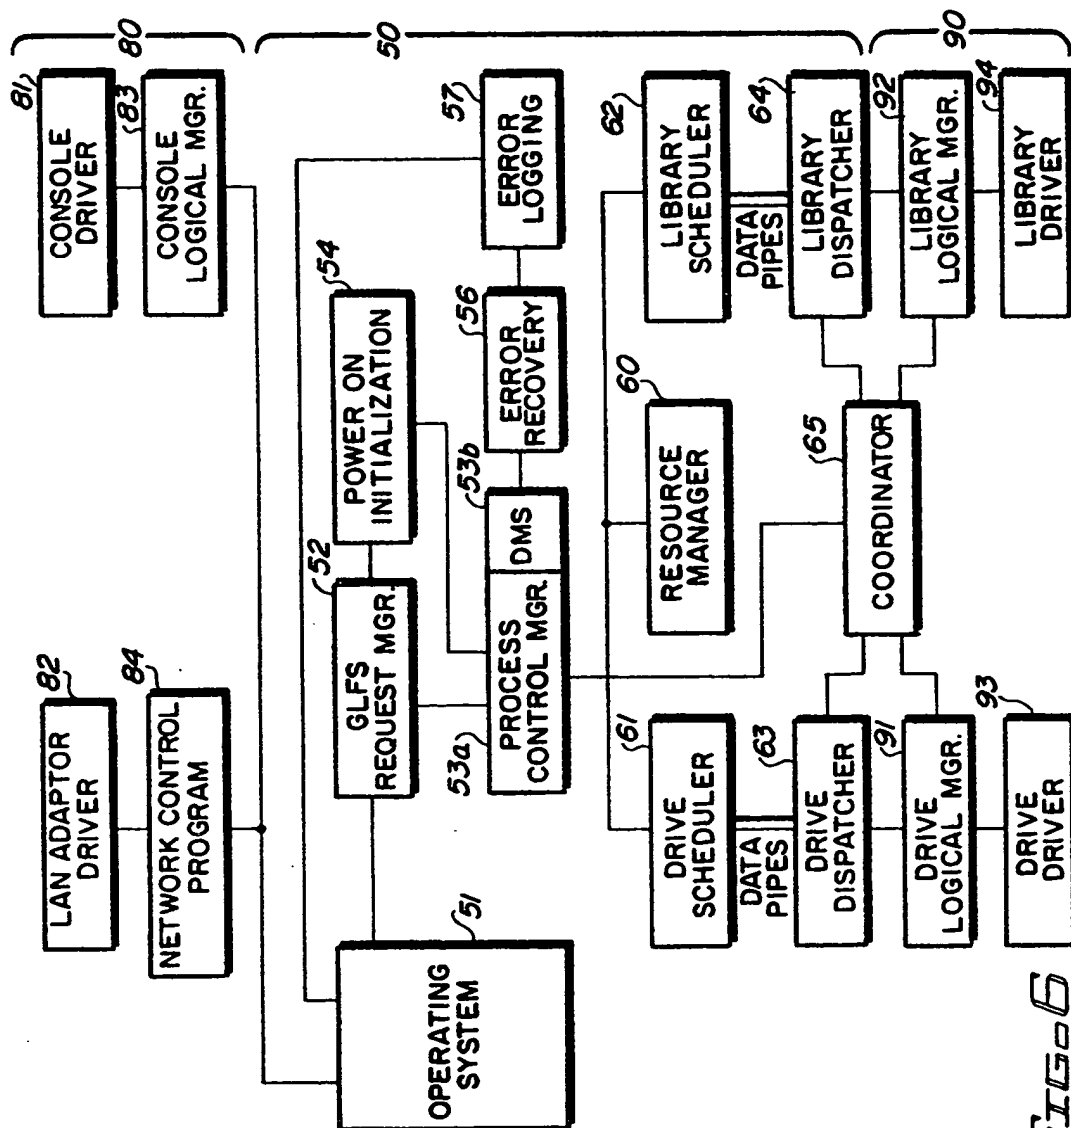 80
LAN ADAPTOR
DRIVER
82
CONSOLE
DRIVER
81
NETWORK CONTROL
PROGRAM
84
CONSOLE
LOGICAL MGR.
83
50
OPERATING
SYSTEM
51
GLFS
REQUEST MGR.
52
POWER ON
INITIALIZATION
54
PROCESS
CONTROL MGR.
53a
DMS
53b
ERROR
RECOVERY
56
ERROR
LOGGING
57
DRIVE
SCHEDULER
61
RESOURCE
MANAGER
60
LIBRARY
SCHEDULER
62
DATA
PIPES
DATA
PIPES
DRIVE
DISPATCHER
63
COORDINATOR
65
LIBRARY
DISPATCHER
64
90
DRIVE
LOGICAL MGR.
91
LIBRARY
LOGICAL MGR.
92
DRIVE
DRIVER
93
LIBRARY
DRIVER
94
FIG-6